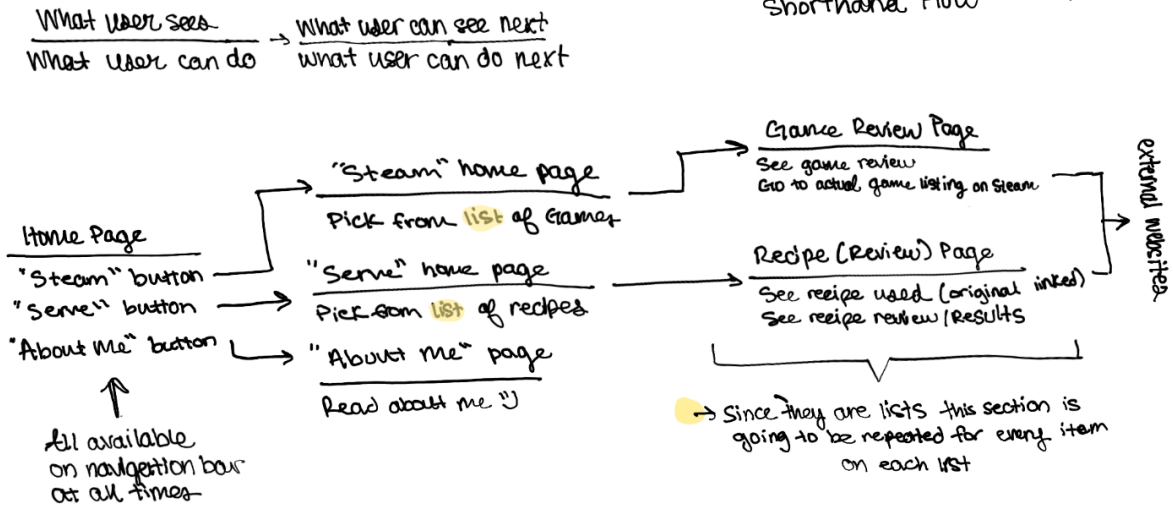 Shorthand Flow
What user sees
What user can do
→ What user can see next
what user can do next
Home Page
"Steam" button
"Serve" button
"About Me" button
All available
on navigation bar
at all times
"Steam" home page
Pick from list of Games
"Serve" home page
Pick from list of recipes
"About Me" page
Read about me :)
Game Review Page
See game review
Go to actual game listing on Steam
Recipe (Review) Page
See recipe used (original linked)
See recipe review/Results
external websites
→ Since they are lists this section is
going to be repeated for every item
on each list